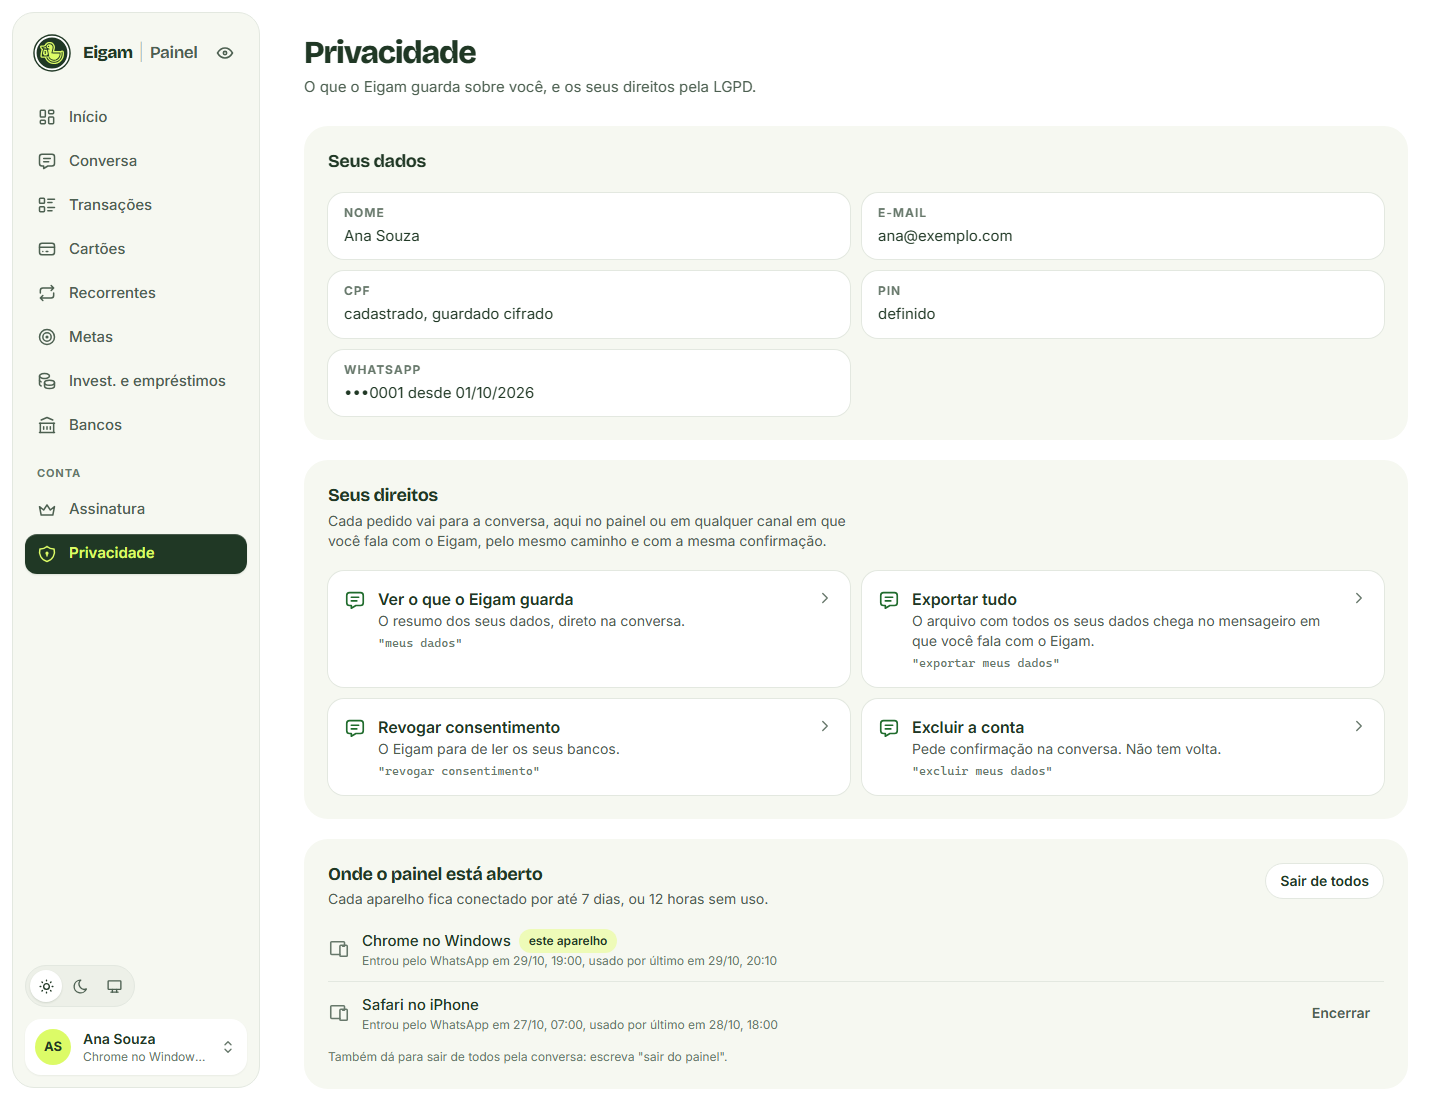 Eigam | Painel
Início
Conversa
Transações
Cartões
Recorrentes
Metas
Invest. e empréstimos
Bancos
CONTA
Assinatura
Privacidade
AS
Ana Souza
Chrome no Window...
Privacidade
O que o Eigam guarda sobre você, e os seus direitos pela LGPD.
Seus dados
NOME
Ana Souza
E-MAIL
ana@exemplo.com
CPF
cadastrado, guardado cifrado
PIN
definido
WHATSAPP
•••0001 desde 01/10/2026
Seus direitos
Cada pedido vai para a conversa, aqui no painel ou em qualquer canal em que
você fala com o Eigam, pelo mesmo caminho e com a mesma confirmação.
Ver o que o Eigam guarda
O resumo dos seus dados, direto na conversa.
"meus dados"
Exportar tudo
O arquivo com todos os seus dados chega no mensageiro em
que você fala com o Eigam.
"exportar meus dados"
Revogar consentimento
O Eigam para de ler os seus bancos.
"revogar consentimento"
Excluir a conta
Pede confirmação na conversa. Não tem volta.
"excluir meus dados"
Onde o painel está aberto
Cada aparelho fica conectado por até 7 dias, ou 12 horas sem uso.
Sair de todos
Chrome no Windows este aparelho
Entrou pelo WhatsApp em 29/10, 19:00, usado por último em 29/10, 20:10
Safari no iPhone
Entrou pelo WhatsApp em 27/10, 07:00, usado por último em 28/10, 18:00
Encerrar
Também dá para sair de todos pela conversa: escreva "sair do painel".